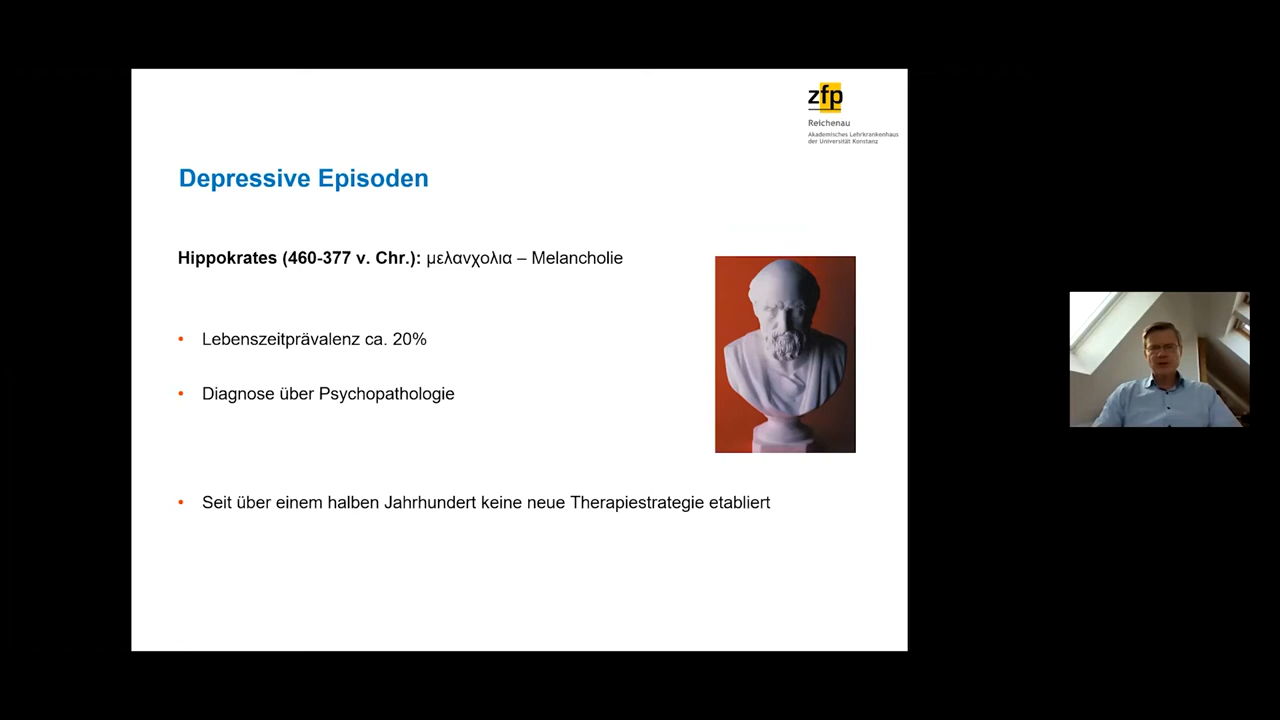 zfp
Reichenau
Akademisches Lehrkrankenhaus
der Universität Konstanz
Depressive Episoden
Hippokrates (460-377 v. Chr.): μελανχολια – Melancholie
• Lebenszeitprävalenz ca. 20%
• Diagnose über Psychopathologie
• Seit über einem halben Jahrhundert keine neue Therapiestrategie etabliert